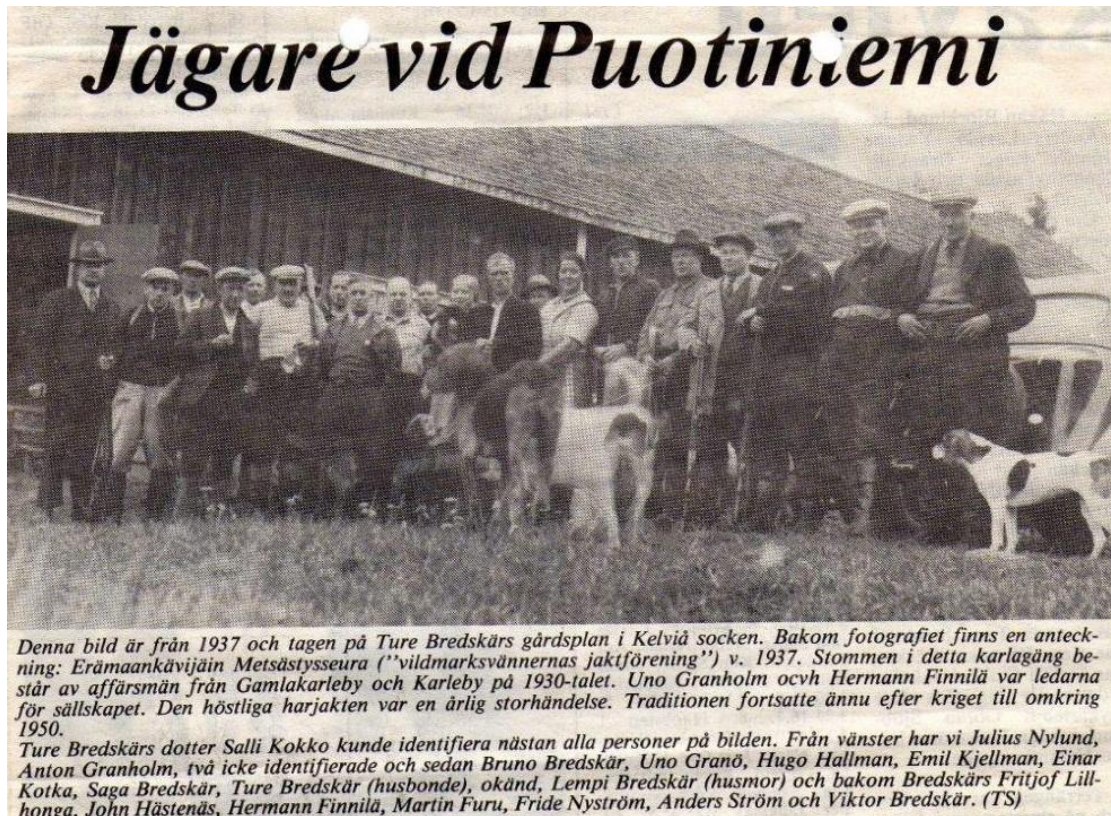 Jägare vid Puotiniemi
Denna bild är från 1937 och tagen på Ture Bredskärs gårdsplan i Kelviå socken. Bakom fotografiet finns en anteck-
ning: Erämaankävijäin Metsästysseura (''vildmarksvännernas jaktförening'') v. 1937. Stommen i detta karlagäng be-
står av affärsmän från Gamlakarleby och Karleby på 1930-talet. Uno Granholm ocvh Hermann Finnilä var ledarna
för sällskapet. Den höstliga harjakten var en årlig storhändelse. Traditionen fortsatte ännu efter kriget till omkring
1950.
Ture Bredskärs dotter Salli Kokko kunde identifiera nästan alla personer på bilden. Från vänster har vi Julius Nylund,
Anton Granholm, två icke identifierade och sedan Bruno Bredskär, Uno Granö, Hugo Hallman, Emil Kjellman, Einar
Kotka, Saga Bredskär, Ture Bredskär (husbonde), okänd, Lempi Bredskär (husmor) och bakom Bredskärs Fritjof Lill-
honga, John Hästenäs, Hermann Finnilä, Martin Furu, Fride Nyström, Anders Ström och Viktor Bredskär. (TS)